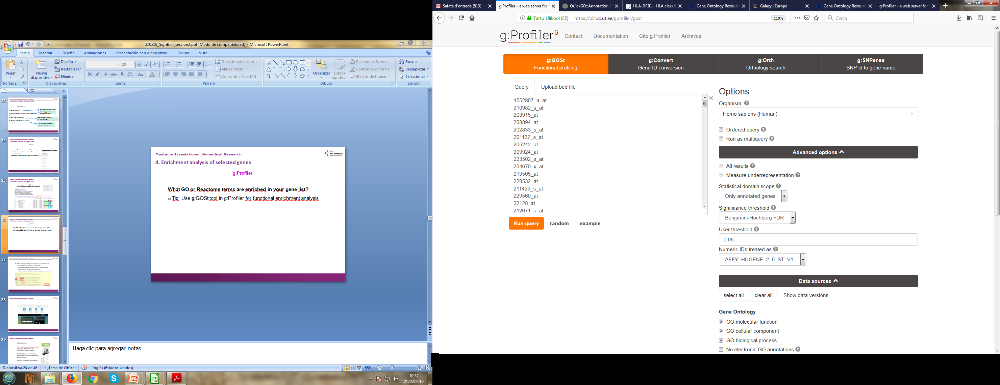 210219_SignBiol_session2.ppt [Modo de compatibilidad] - Microsoft PowerPoint
Inicio Insertar Diseño Animaciones Presentación con diapositivas Revisar Vista
Pegar
Nueva diapositiva
Diseño
Restablecer
Eliminar
20
Dirección del texto
Alinear texto
Convertir a SmartArt
Organizar
Estilos rápidos
Relleno de forma
Contorno de forma
Efectos de formas
Buscar
Reemplazar
Seleccionar
Portapa... Diapositivas Fuente Párrafo Dibujo Edición
23
24
25
g:Profiler graphical output
26
27
28
29
Reactome is...
Master in Translational Biomedical Research
Vall d'Hebron
4. Enrichment analysis of selected genes
g:Profiler
What GO or Reactome terms are enriched in your gene list?
o Tip: Use g:GOSt tool in g:Profiler for functional enrichment analysis
Haga clic para agregar notas
Diapositiva 26 de 46 "1_Tema de Office" Inglés (Estados Unidos) 55%
10:32
21/02/2019
Safata d'entrada (819) -
g:Profiler – a web server for
QuickGO::Annotation Li
HLA-DRB1 - HLA class I
Gene Ontology Resourc
Galaxy | Europe
Gene Ontology Resourc
g:Profiler – a web server for
Tartu Ülikool (EE) https://biit.cs.ut.ee/gprofiler/gost 110% Cerca
g:Profiler β Contact Documentation Cite g:Profiler Archives
g:GOSt
Functional profiling
g:Convert
Gene ID conversion
g:Orth
Orthology search
g:SNPense
SNP id to gene name
Query Upload bed file
1552807_a_at
210982_s_at
203915_at
208894_at
202833_s_at
201137_s_at
205242_at
209924_at
223502_s_at
204670_x_at
219505_at
228532_at
211429_s_at
229560_at
32128_at
212671_s_at
Run query random example
Options
Organism:
Homo sapiens (Human)
Ordered query
Run as multiquery
Advanced options
All results
Measure underrepresentation
Statistical domain scope
Only annotated genes
Significance threshold
Benjamini-Hochberg FDR
User threshold
0.05
Numeric IDs treated as
AFFY_HUGENE_2_0_ST_V1
Data sources
select all clear all Show data versions
Gene Ontology
GO molecular function
GO cellular component
GO biological process
No electronic GO annotations